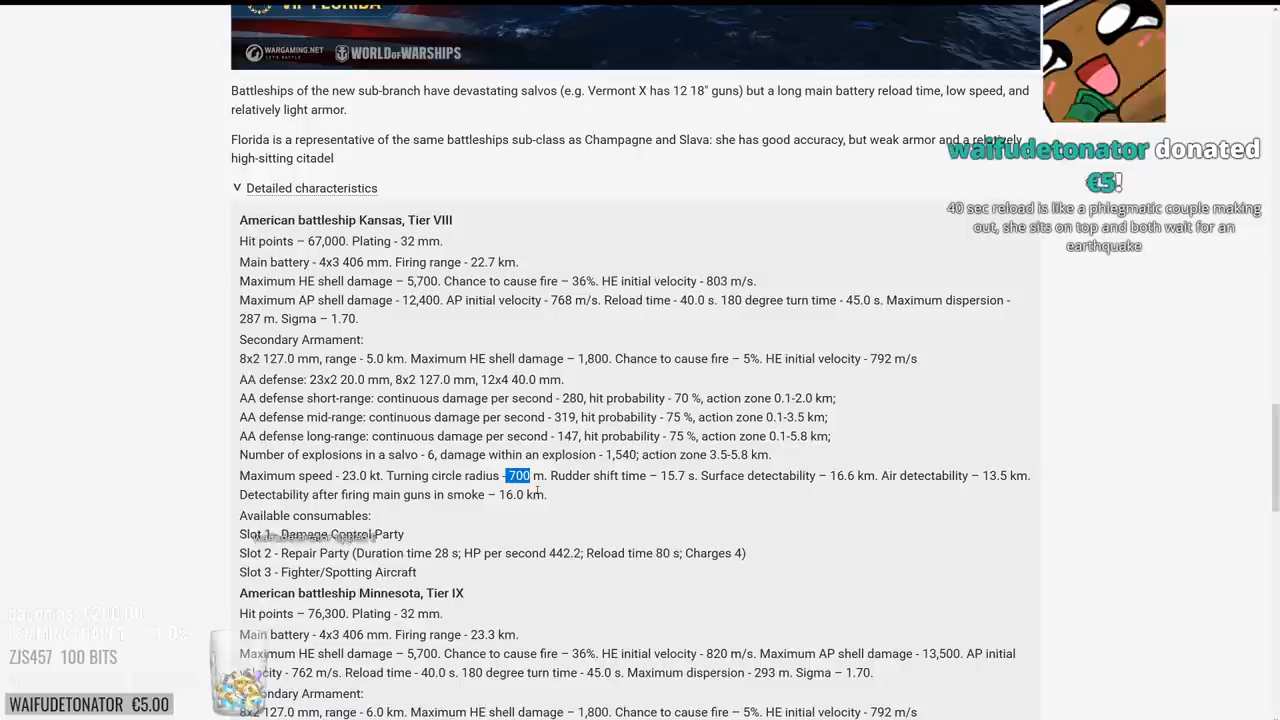 VIP FLORIDA
WARGAMING.NET
LET'S BATTLE
WORLD OF WARSHIPS
Battleships of the new sub-branch have devastating salvos (e.g. Vermont X has 12 18" guns) but a long main battery reload time, low speed, and
relatively light armor.
Florida is a representative of the same battleships sub-class as Champagne and Slava: she has good accuracy, but weak armor and a relatively
high-sitting citadel
waifudetonator donated
€5!
40 sec reload is like a phlegmatic couple making
out, she sits on top and both wait for an
earthquake
Detailed characteristics
American battleship Kansas, Tier VIII
Hit points – 67,000. Plating - 32 mm.
Main battery - 4x3 406 mm. Firing range - 22.7 km.
Maximum HE shell damage – 5,700. Chance to cause fire – 36%. HE initial velocity - 803 m/s.
Maximum AP shell damage - 12,400. AP initial velocity - 768 m/s. Reload time - 40.0 s. 180 degree turn time - 45.0 s. Maximum dispersion -
287 m. Sigma – 1.70.
Secondary Armament:
8x2 127.0 mm, range - 5.0 km. Maximum HE shell damage – 1,800. Chance to cause fire – 5%. HE initial velocity - 792 m/s
AA defense: 23x2 20.0 mm, 8x2 127.0 mm, 12x4 40.0 mm.
AA defense short-range: continuous damage per second - 280, hit probability - 70 %, action zone 0.1-2.0 km;
AA defense mid-range: continuous damage per second - 319, hit probability - 75 %, action zone 0.1-3.5 km;
AA defense long-range: continuous damage per second - 147, hit probability - 75 %, action zone 0.1-5.8 km;
Number of explosions in a salvo - 6, damage within an explosion - 1,540; action zone 3.5-5.8 km.
Maximum speed - 23.0 kt. Turning circle radius - 700 m. Rudder shift time – 15.7 s. Surface detectability – 16.6 km. Air detectability – 13.5 km.
Detectability after firing main guns in smoke – 16.0 km.
Available consumables:
Slot 1 - Damage Control Party
Slot 2 - Repair Party (Duration time 28 s; HP per second 442.2; Reload time 80 s; Charges 4)
Slot 3 - Fighter/Spotting Aircraft
American battleship Minnesota, Tier IX
Hit points – 76,300. Plating - 32 mm.
Main battery - 4x3 406 mm. Firing range - 23.3 km.
Maximum HE shell damage – 5,700. Chance to cause fire – 36%. HE initial velocity - 820 m/s. Maximum AP shell damage - 13,500. AP initial
velocity - 762 m/s. Reload time - 40.0 s. 180 degree turn time - 45.0 s. Maximum dispersion - 293 m. Sigma – 1.70.
Secondary Armament:
8x2 127.0 mm, range - 6.0 km. Maximum HE shell damage – 1,800. Chance to cause fire – 5%. HE initial velocity - 792 m/s
€200.00
ZJS457 100 BITS
WAIFUDETONATOR €5.00